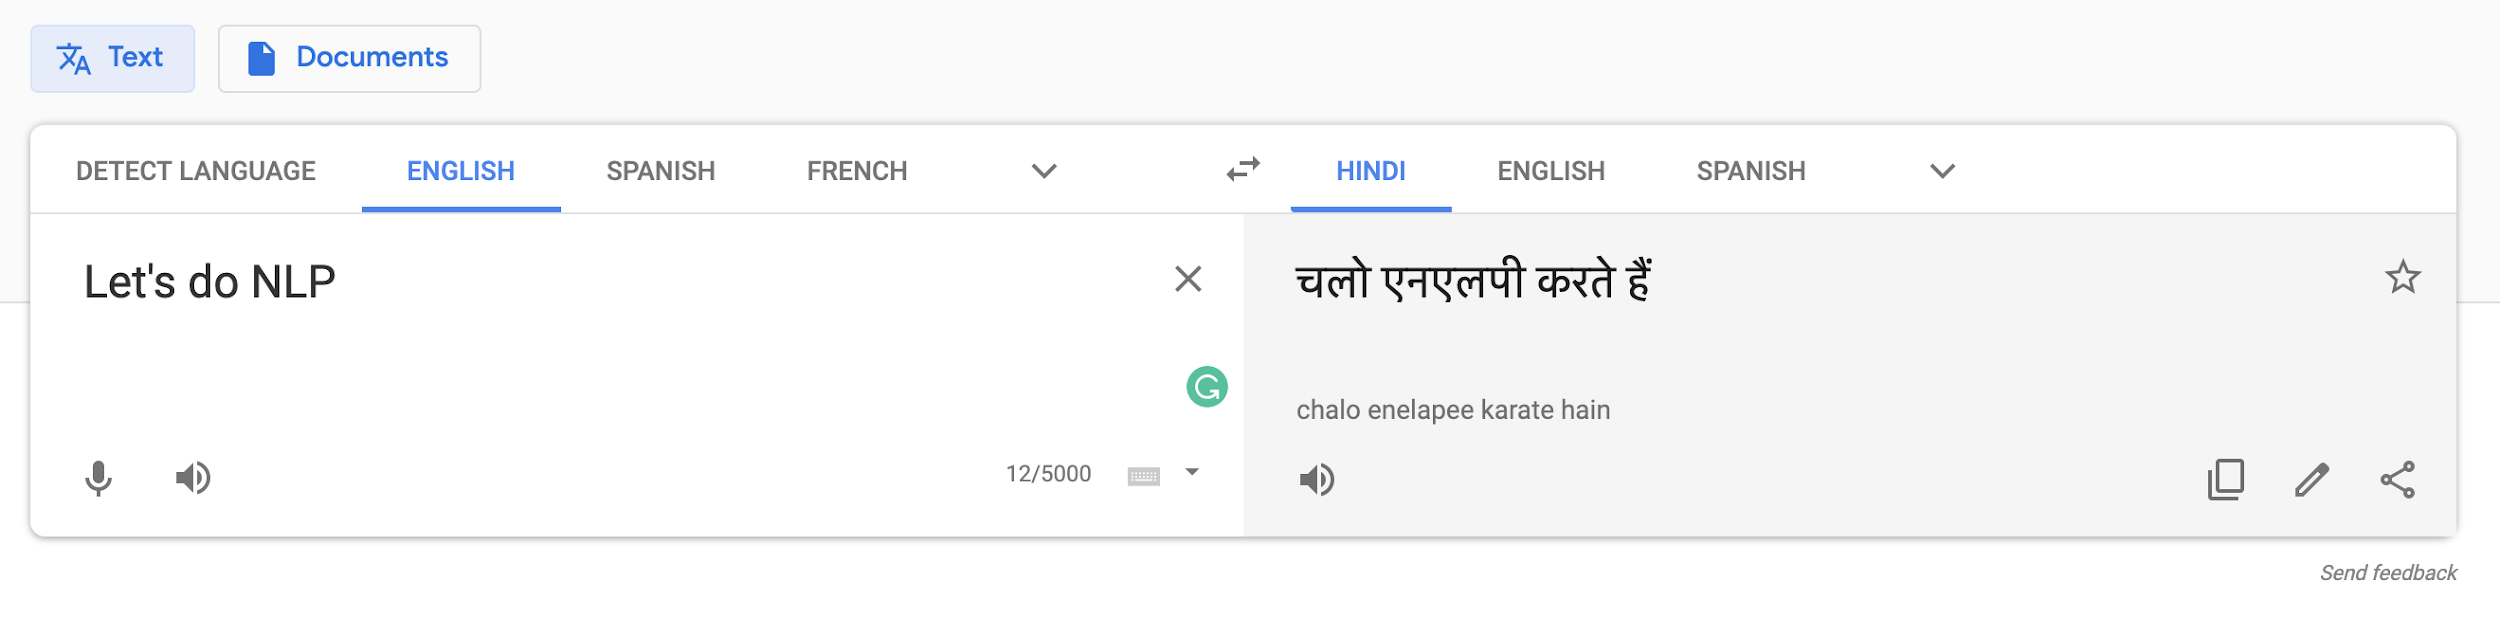 Text Documents
DETECT LANGUAGE ENGLISH SPANISH FRENCH HINDI ENGLISH SPANISH
Let's do NLP
चलो एनएलपी करते हैं
chalo enelapee karate hain
12/5000
Send feedback